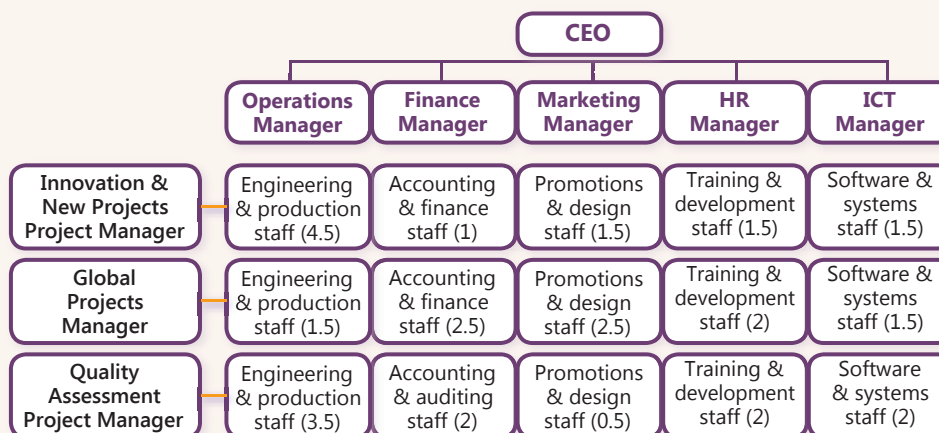 CEO
Operations
Manager
Finance
Manager
Marketing
Manager
HR
Manager
ICT
Manager
Innovation &
New Projects
Project Manager
Engineering
& production
staff (4.5)
Accounting
& finance
staff (1)
Promotions
& design
staff (1.5)
Training &
development
staff (1.5)
Software &
systems
staff (1.5)
Global
Projects
Manager
Engineering
& production
staff (1.5)
Accounting
& finance
staff (2.5)
Promotions
& design
staff (2.5)
Training &
development
staff (2)
Software &
systems
staff (1.5)
Quality
Assessment
Project Manager
Engineering
& production
staff (3.5)
Accounting
& auditing
staff (2)
Promotions
& design
staff (0.5)
Training &
development
staff (2)
Software
& systems
staff (2)